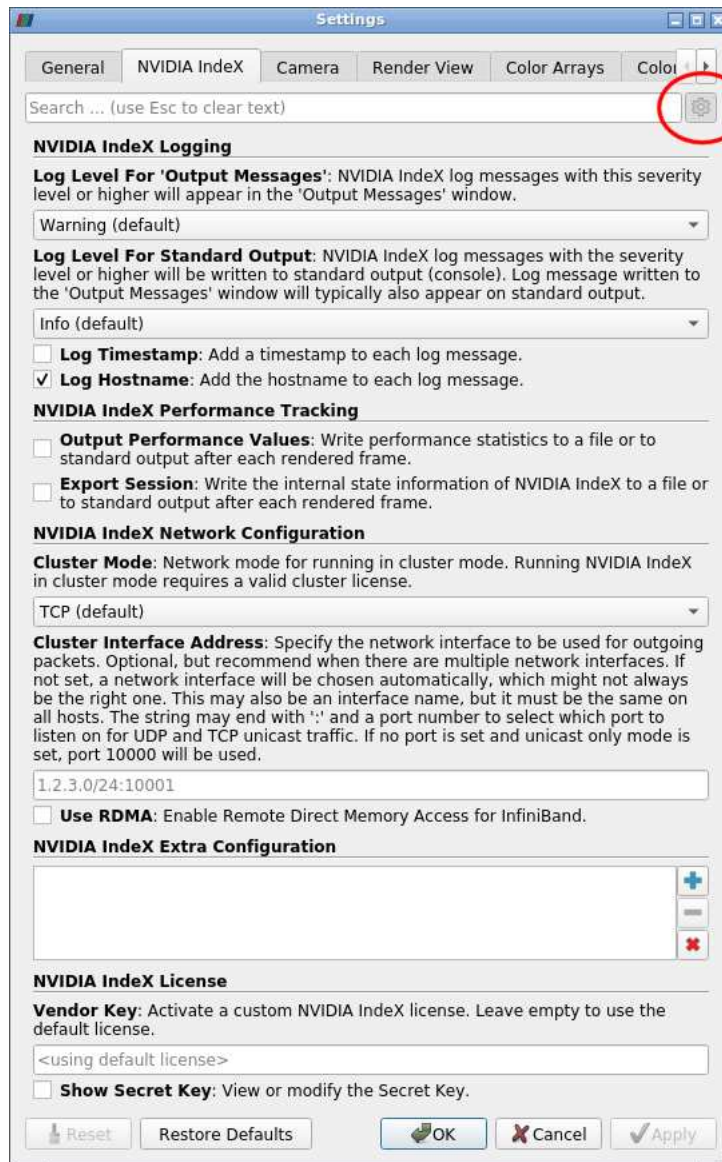 Settings
General NVIDIA IndeX Camera Render View Color Arrays Color
Search ... (use Esc to clear text)
NVIDIA IndeX Logging
Log Level For 'Output Messages': NVIDIA IndeX log messages with this severity
level or higher will appear in the 'Output Messages' window.
Warning (default)
Log Level For Standard Output: NVIDIA IndeX log messages with the severity
level or higher will be written to standard output (console). Log message written to
the 'Output Messages' window will typically also appear on standard output.
Info (default)
Log Timestamp: Add a timestamp to each log message.
Log Hostname: Add the hostname to each log message.
NVIDIA IndeX Performance Tracking
Output Performance Values: Write performance statistics to a file or to
standard output after each rendered frame.
Export Session: Write the internal state information of NVIDIA IndeX to a file or
to standard output after each rendered frame.
NVIDIA IndeX Network Configuration
Cluster Mode: Network mode for running in cluster mode. Running NVIDIA IndeX
in cluster mode requires a valid cluster license.
TCP (default)
Cluster Interface Address: Specify the network interface to be used for outgoing
packets. Optional, but recommend when there are multiple network interfaces. If
not set, a network interface will be chosen automatically, which might not always
be the right one. This may also be an interface name, but it must be the same on
all hosts. The string may end with ':' and a port number to select which port to
listen on for UDP and TCP unicast traffic. If no port is set and unicast only mode is
set, port 10000 will be used.
1.2.3.0/24:10001
Use RDMA: Enable Remote Direct Memory Access for InfiniBand.
NVIDIA IndeX Extra Configuration
NVIDIA IndeX License
Vendor Key: Activate a custom NVIDIA IndeX license. Leave empty to use the
default license.
<using default license>
Show Secret Key: View or modify the Secret Key.
Reset Restore Defaults OK Cancel Apply